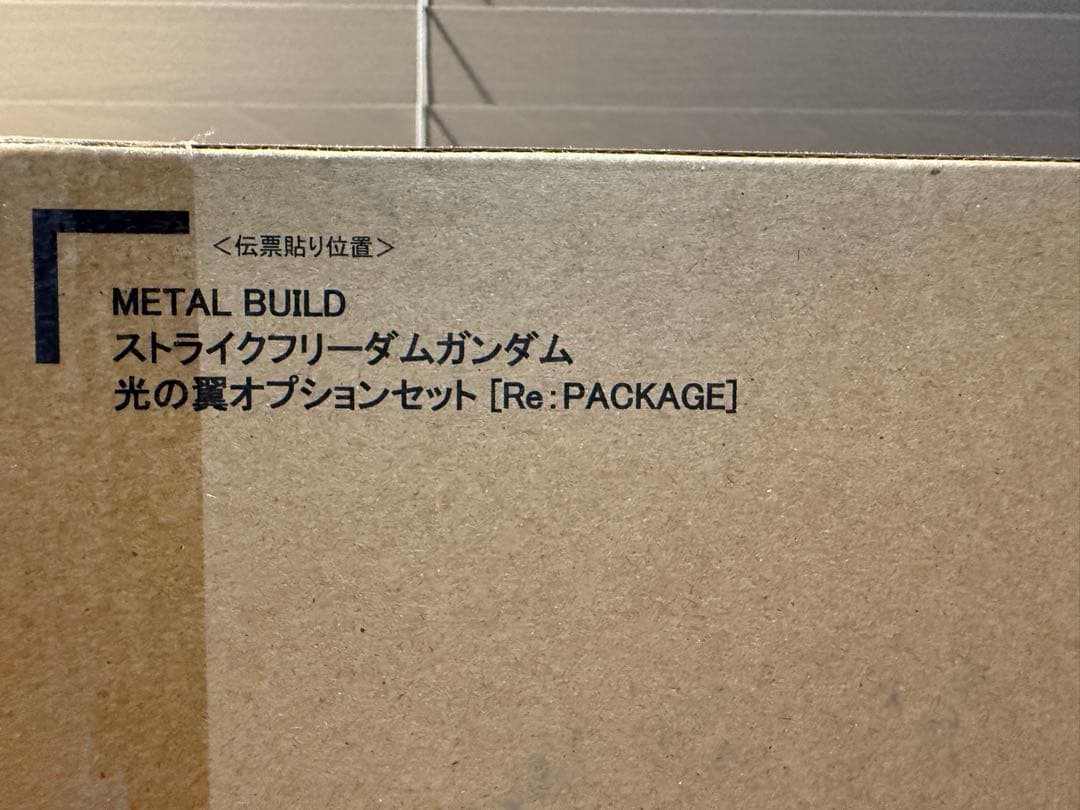 <伝票貼り位置>
METAL BUILD
ストライクフリーダムガンダム
光の翼オプションセット [Re:PACKAGE]